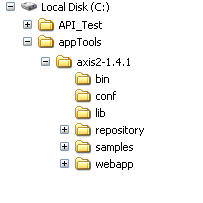 Local Disk (C:)
API_Test
appTools
axis2-1.4.1
bin
conf
lib
repository
samples
webapp